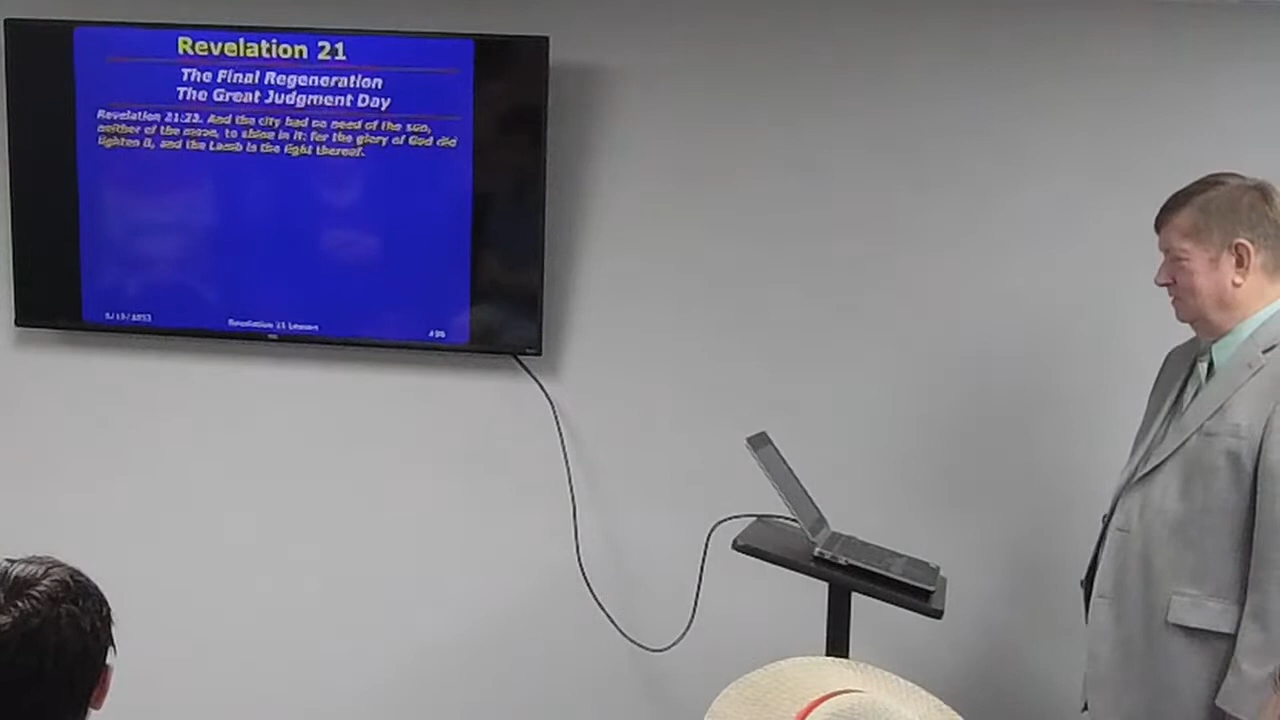 Revelation 21
The Final Regeneration
The Great Judgment Day
Revelation 21:23. And the city had no need of the sun,
neither of the moon, to shine in it: for the glory of God did
lighten it, and the Lamb is the light thereof.
Revelation 21 Lesson